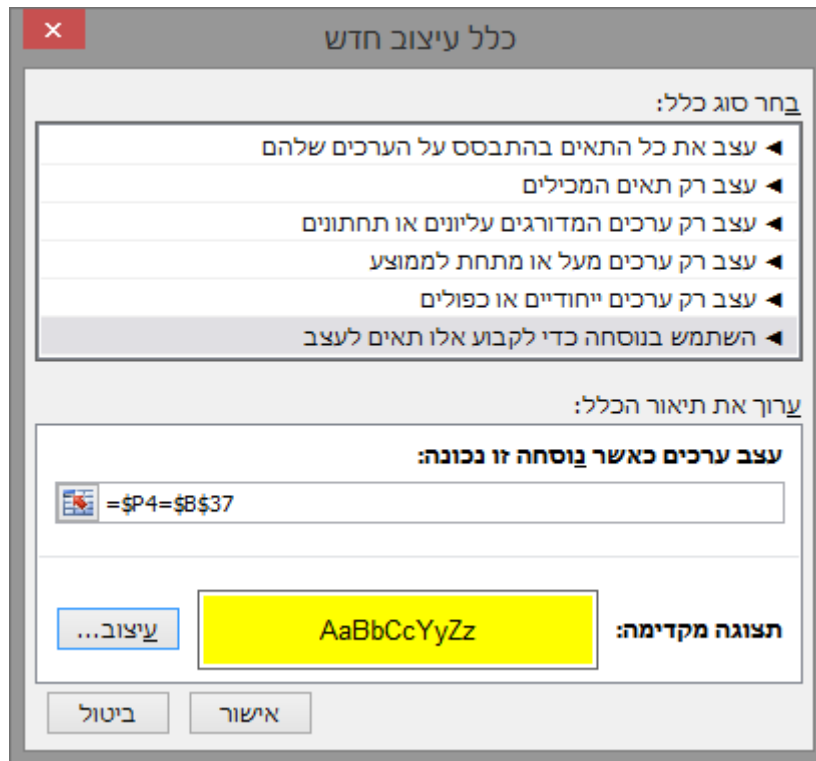 כלל עיצוב חדש
בחר סוג כלל:
◄ עצב את כל התאים בהתבסס על הערכים שלהם
◄ עצב רק תאים המכילים
◄ עצב רק ערכים המדורגים עליונים או תחתונים
◄ עצב רק ערכים מעל או מתחת לממוצע
◄ עצב רק ערכים ייחודיים או כפולים
◄ השתמש בנוסחה כדי לקבוע אלו תאים לעצב
ערוך את תיאור הכלל:
עצב ערכים כאשר נוסחה זו נכונה:
=$P4=$B$37
תצוגה מקדימה: AaBbCcYyZz עיצוב...
אישור ביטול